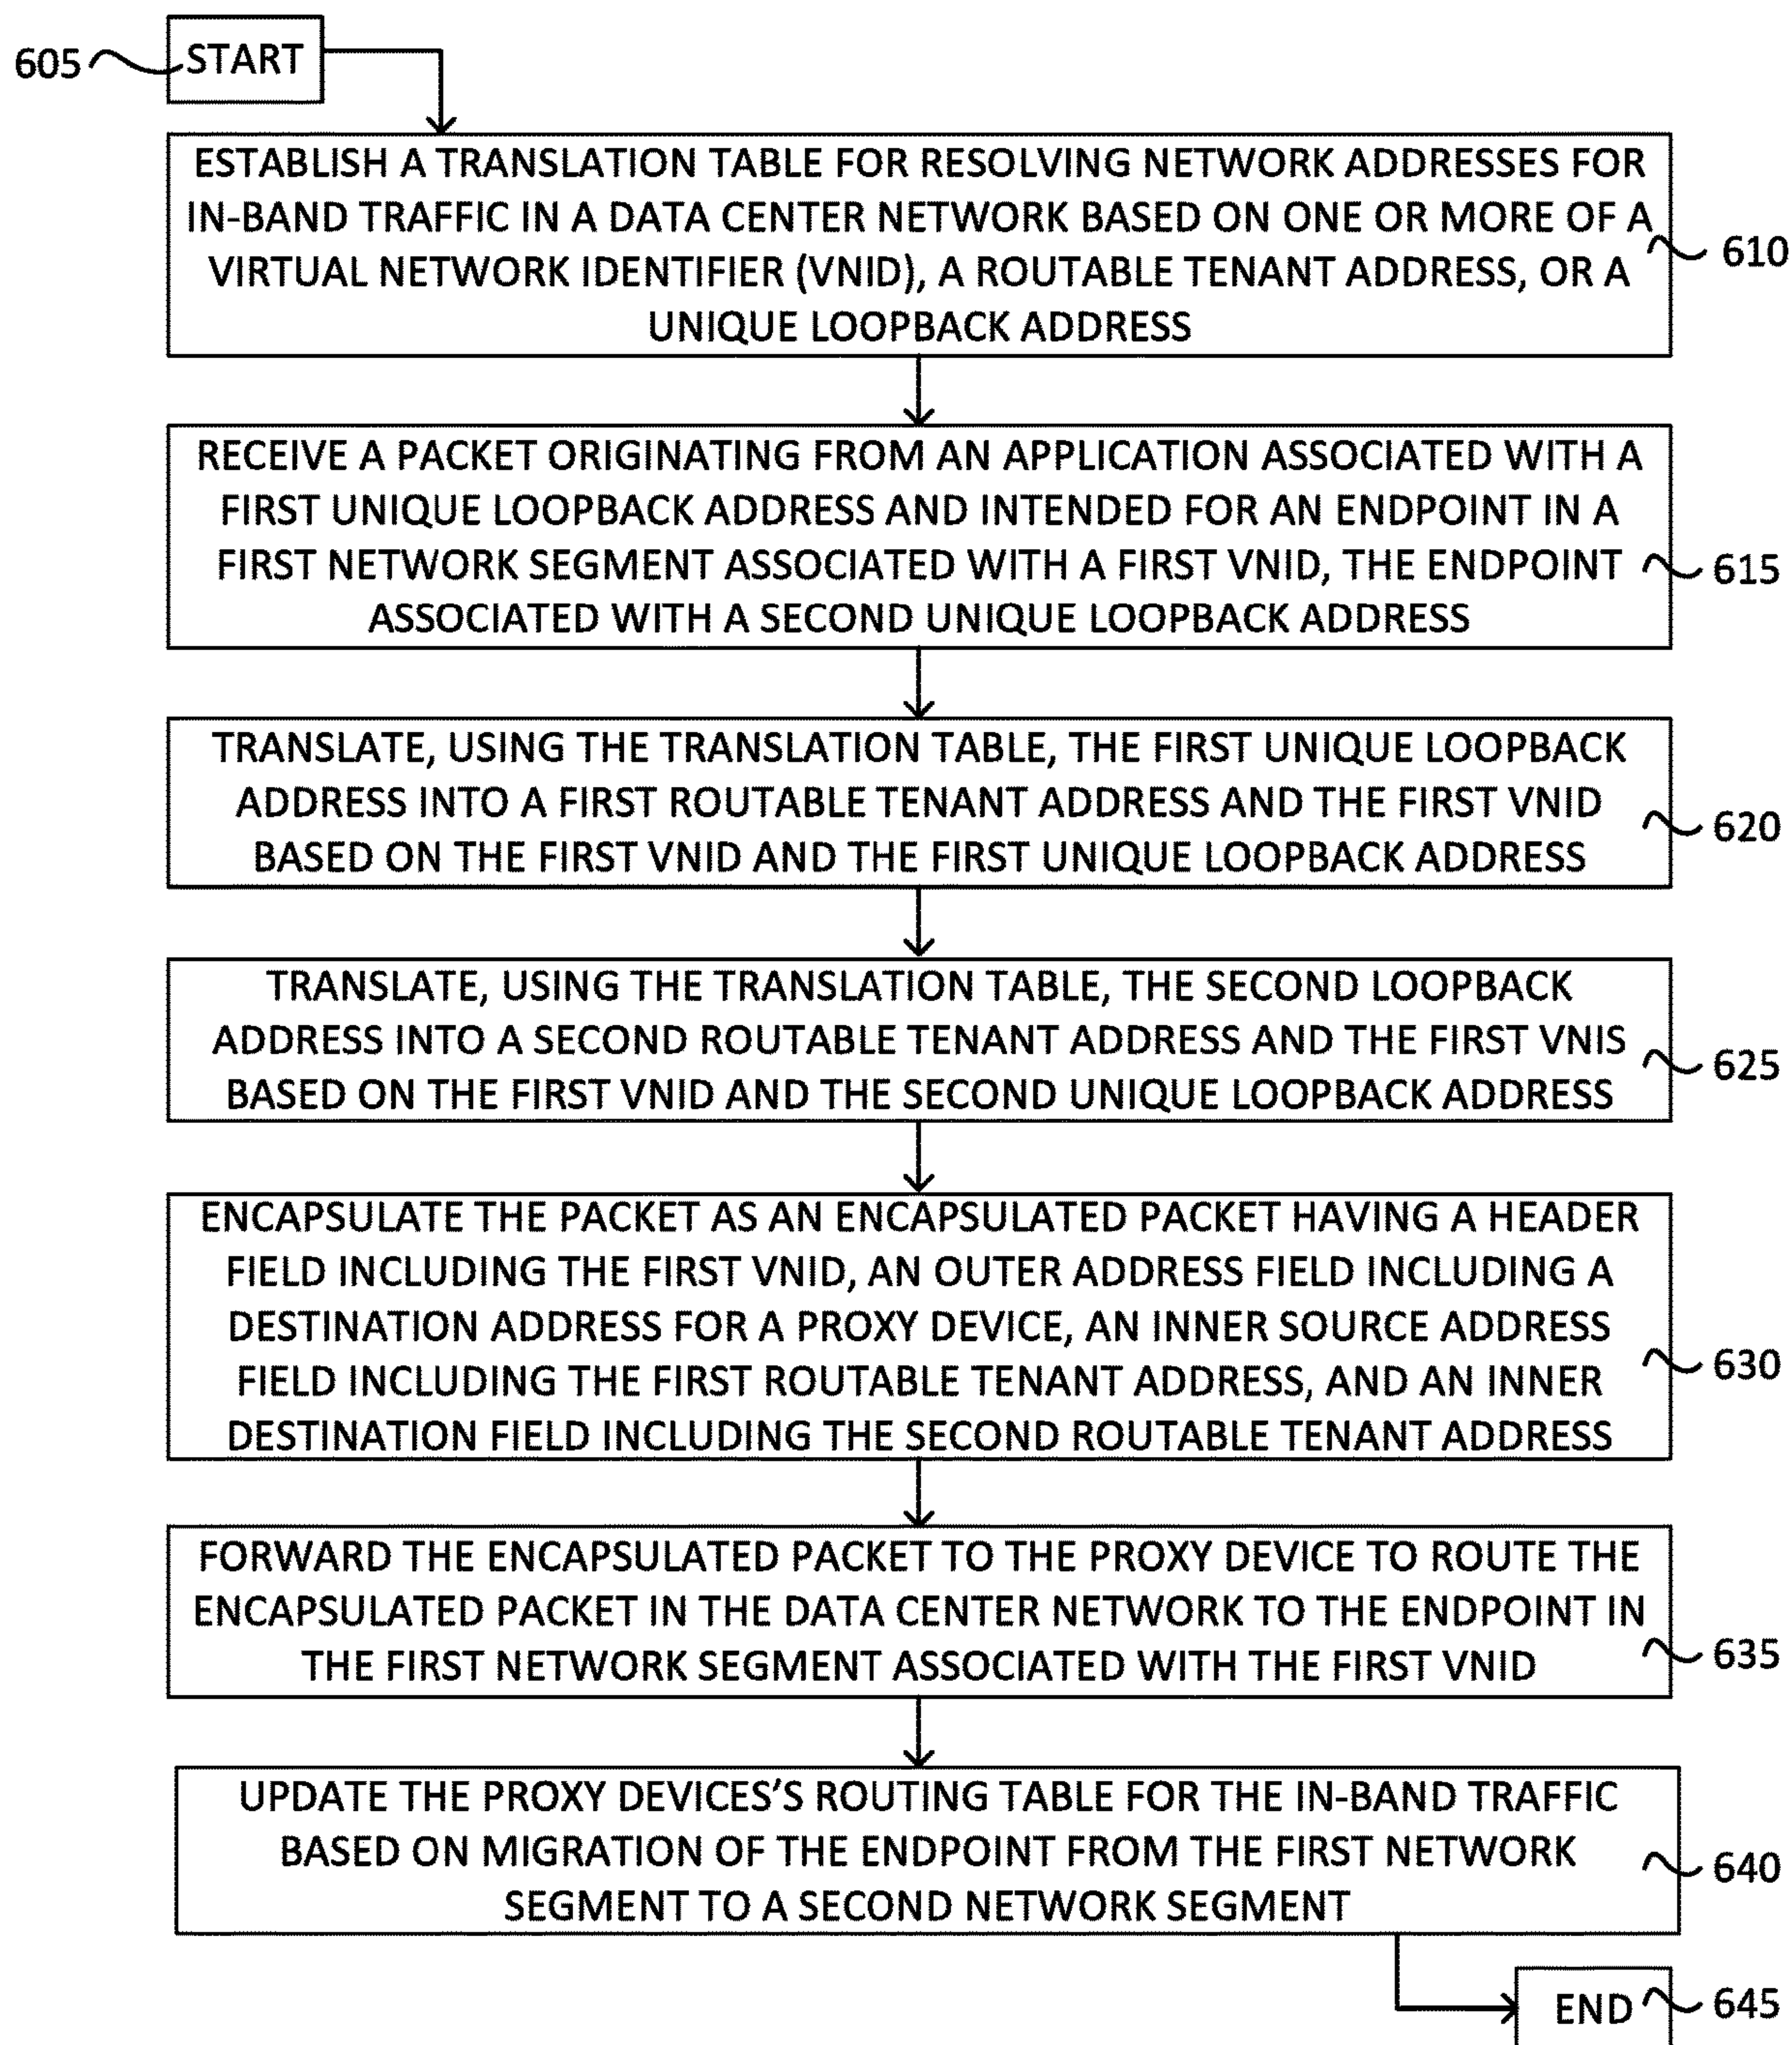 605
START
ESTABLISH A TRANSLATION TABLE FOR RESOLVING NETWORK ADDRESSES FOR
IN-BAND TRAFFIC IN A DATA CENTER NETWORK BASED ON ONE OR MORE OF A
VIRTUAL NETWORK IDENTIFIER (VNID), A ROUTABLE TENANT ADDRESS, OR A
UNIQUE LOOPBACK ADDRESS
610
RECEIVE A PACKET ORIGINATING FROM AN APPLICATION ASSOCIATED WITH A
FIRST UNIQUE LOOPBACK ADDRESS AND INTENDED FOR AN ENDPOINT IN A
FIRST NETWORK SEGMENT ASSOCIATED WITH A FIRST VNID, THE ENDPOINT
ASSOCIATED WITH A SECOND UNIQUE LOOPBACK ADDRESS
615
TRANSLATE, USING THE TRANSLATION TABLE, THE FIRST UNIQUE LOOPBACK
ADDRESS INTO A FIRST ROUTABLE TENANT ADDRESS AND THE FIRST VNID
BASED ON THE FIRST VNID AND THE FIRST UNIQUE LOOPBACK ADDRESS
620
TRANSLATE, USING THE TRANSLATION TABLE, THE SECOND LOOPBACK
ADDRESS INTO A SECOND ROUTABLE TENANT ADDRESS AND THE FIRST VNIS
BASED ON THE FIRST VNID AND THE SECOND UNIQUE LOOPBACK ADDRESS
625
ENCAPSULATE THE PACKET AS AN ENCAPSULATED PACKET HAVING A HEADER
FIELD INCLUDING THE FIRST VNID, AN OUTER ADDRESS FIELD INCLUDING A
DESTINATION ADDRESS FOR A PROXY DEVICE, AN INNER SOURCE ADDRESS
FIELD INCLUDING THE FIRST ROUTABLE TENANT ADDRESS, AND AN INNER
DESTINATION FIELD INCLUDING THE SECOND ROUTABLE TENANT ADDRESS
630
FORWARD THE ENCAPSULATED PACKET TO THE PROXY DEVICE TO ROUTE THE
ENCAPSULATED PACKET IN THE DATA CENTER NETWORK TO THE ENDPOINT IN
THE FIRST NETWORK SEGMENT ASSOCIATED WITH THE FIRST VNID
635
UPDATE THE PROXY DEVICES'S ROUTING TABLE FOR THE IN-BAND TRAFFIC
BASED ON MIGRATION OF THE ENDPOINT FROM THE FIRST NETWORK
SEGMENT TO A SECOND NETWORK SEGMENT
640
END
645